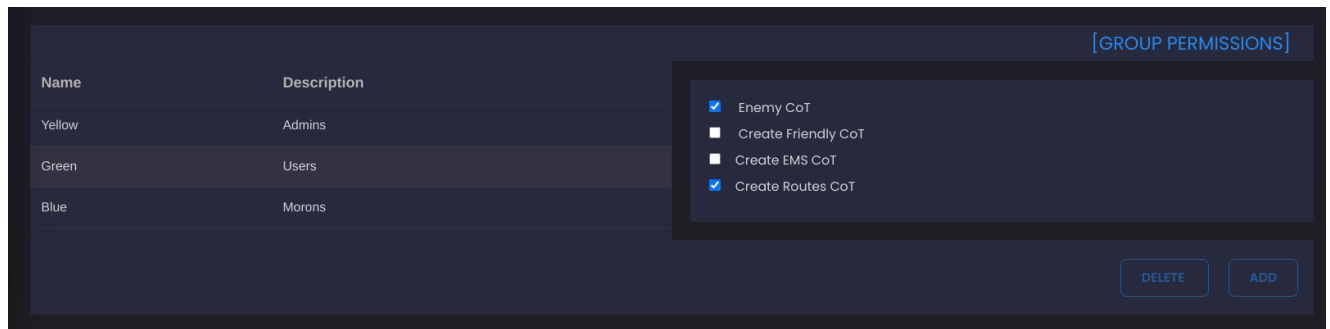 [GROUP PERMISSIONS]
Name Description
Yellow Admins
Green Users
Blue Morons
Enemy CoT
Create Friendly CoT
Create EMS CoT
Create Routes CoT
DELETE ADD